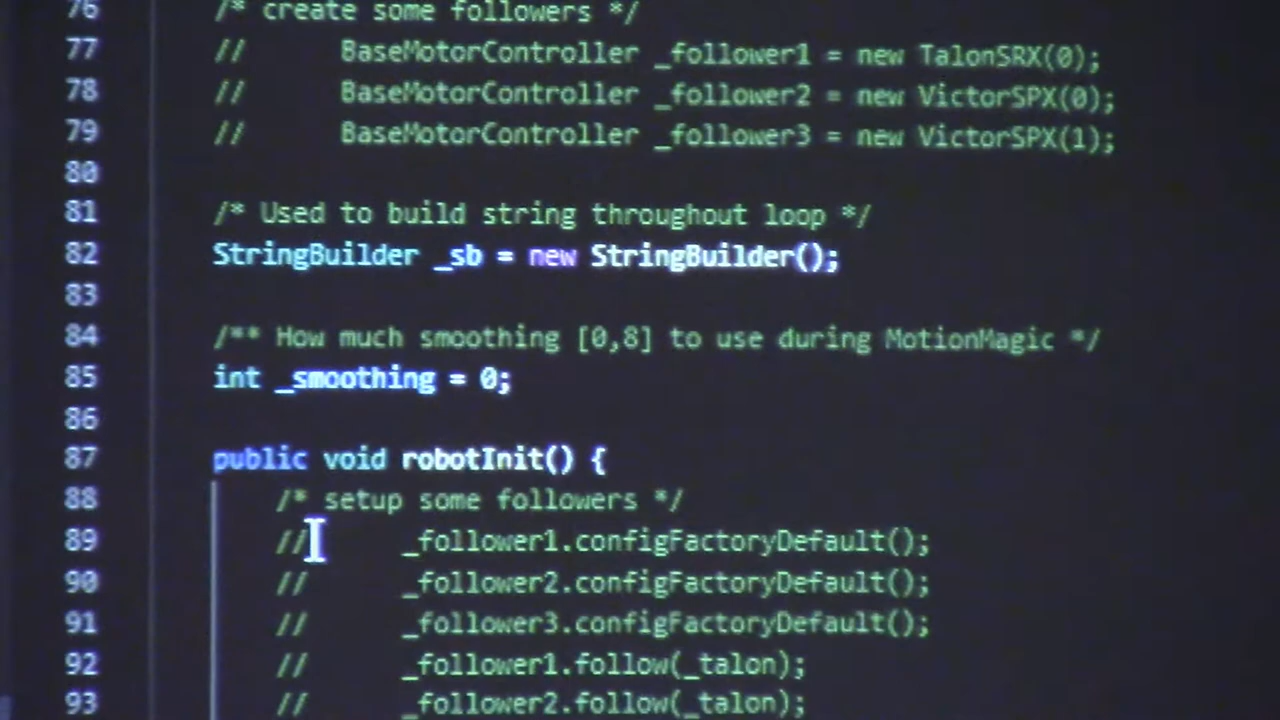 76 /* create some followers */
77 // BaseMotorController _follower1 = new TalonSRX(0);
78 // BaseMotorController _follower2 = new VictorSPX(0);
79 // BaseMotorController _follower3 = new VictorSPX(1);
80
81 /* Used to build string throughout loop */
82 StringBuilder _sb = new StringBuilder();
83
84 /** How much smoothing [0,8] to use during MotionMagic */
85 int _smoothing = 0;
86
87 public void robotInit() {
88 /* setup some followers */
89 // _follower1.configFactoryDefault();
90 // _follower2.configFactoryDefault();
91 // _follower3.configFactoryDefault();
92 // _follower1.follow(_talon);
93 // _follower2.follow(_talon);